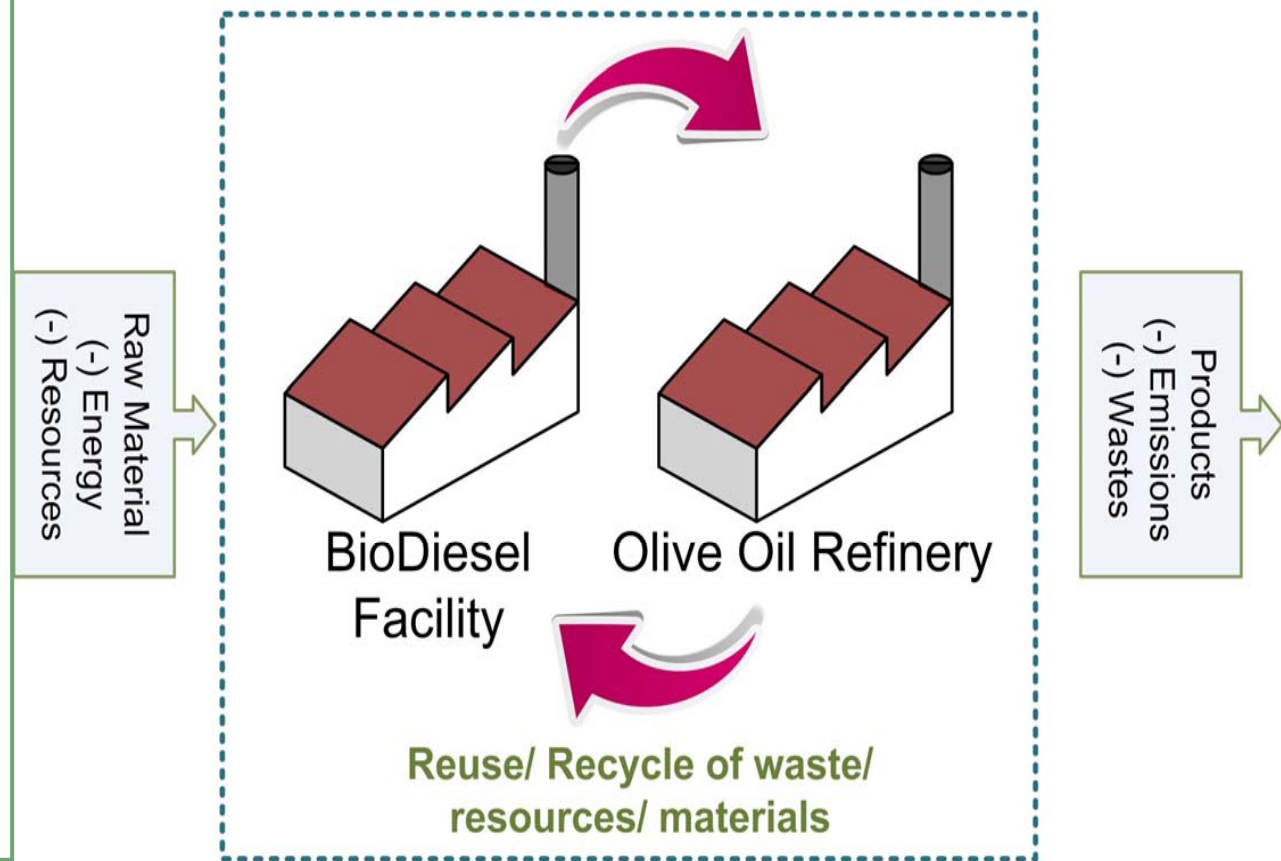 Raw Material
(-) Energy
(-) Resources
BioDiesel
Facility
Olive Oil Refinery
Reuse/ Recycle of waste/
resources/ materials
Products
(-) Emissions
(-) Wastes